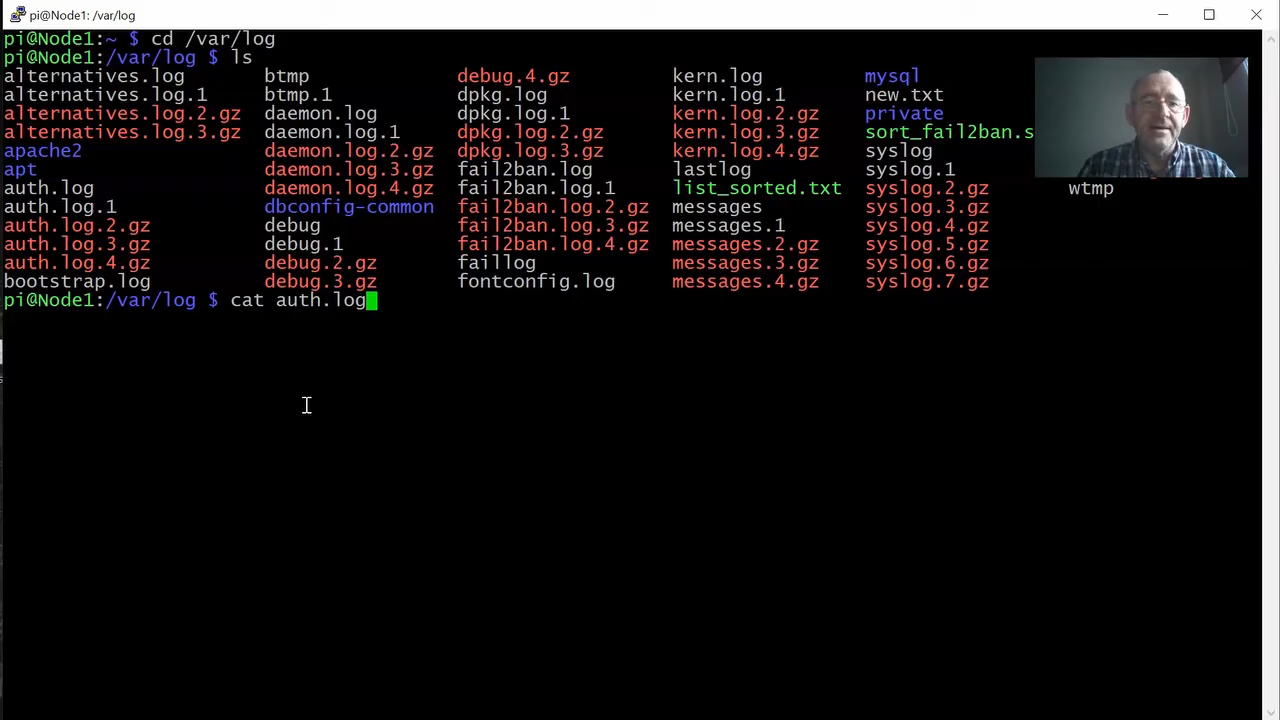 pi@Node1: /var/log
pi@Node1:~ $ cd /var/log
pi@Node1:/var/log $ ls
alternatives.log btmp debug.4.gz kern.log mysql
alternatives.log.1 btmp.1 dpkg.log kern.log.1 new.txt
alternatives.log.2.gz daemon.log dpkg.log.1 kern.log.2.gz private
alternatives.log.3.gz daemon.log.1 dpkg.log.2.gz kern.log.3.gz sort_fail2ban.s
apache2 daemon.log.2.gz dpkg.log.3.gz kern.log.4.gz syslog
apt daemon.log.3.gz fail2ban.log lastlog syslog.1
auth.log daemon.log.4.gz fail2ban.log.1 list_sorted.txt syslog.2.gz wtmp
auth.log.1 dbconfig-common fail2ban.log.2.gz messages syslog.3.gz
auth.log.2.gz debug fail2ban.log.3.gz messages.1 syslog.4.gz
auth.log.3.gz debug.1 fail2ban.log.4.gz messages.2.gz syslog.5.gz
auth.log.4.gz debug.2.gz faillog messages.3.gz syslog.6.gz
bootstrap.log debug.3.gz fontconfig.log messages.4.gz syslog.7.gz
pi@Node1:/var/log $ cat auth.log